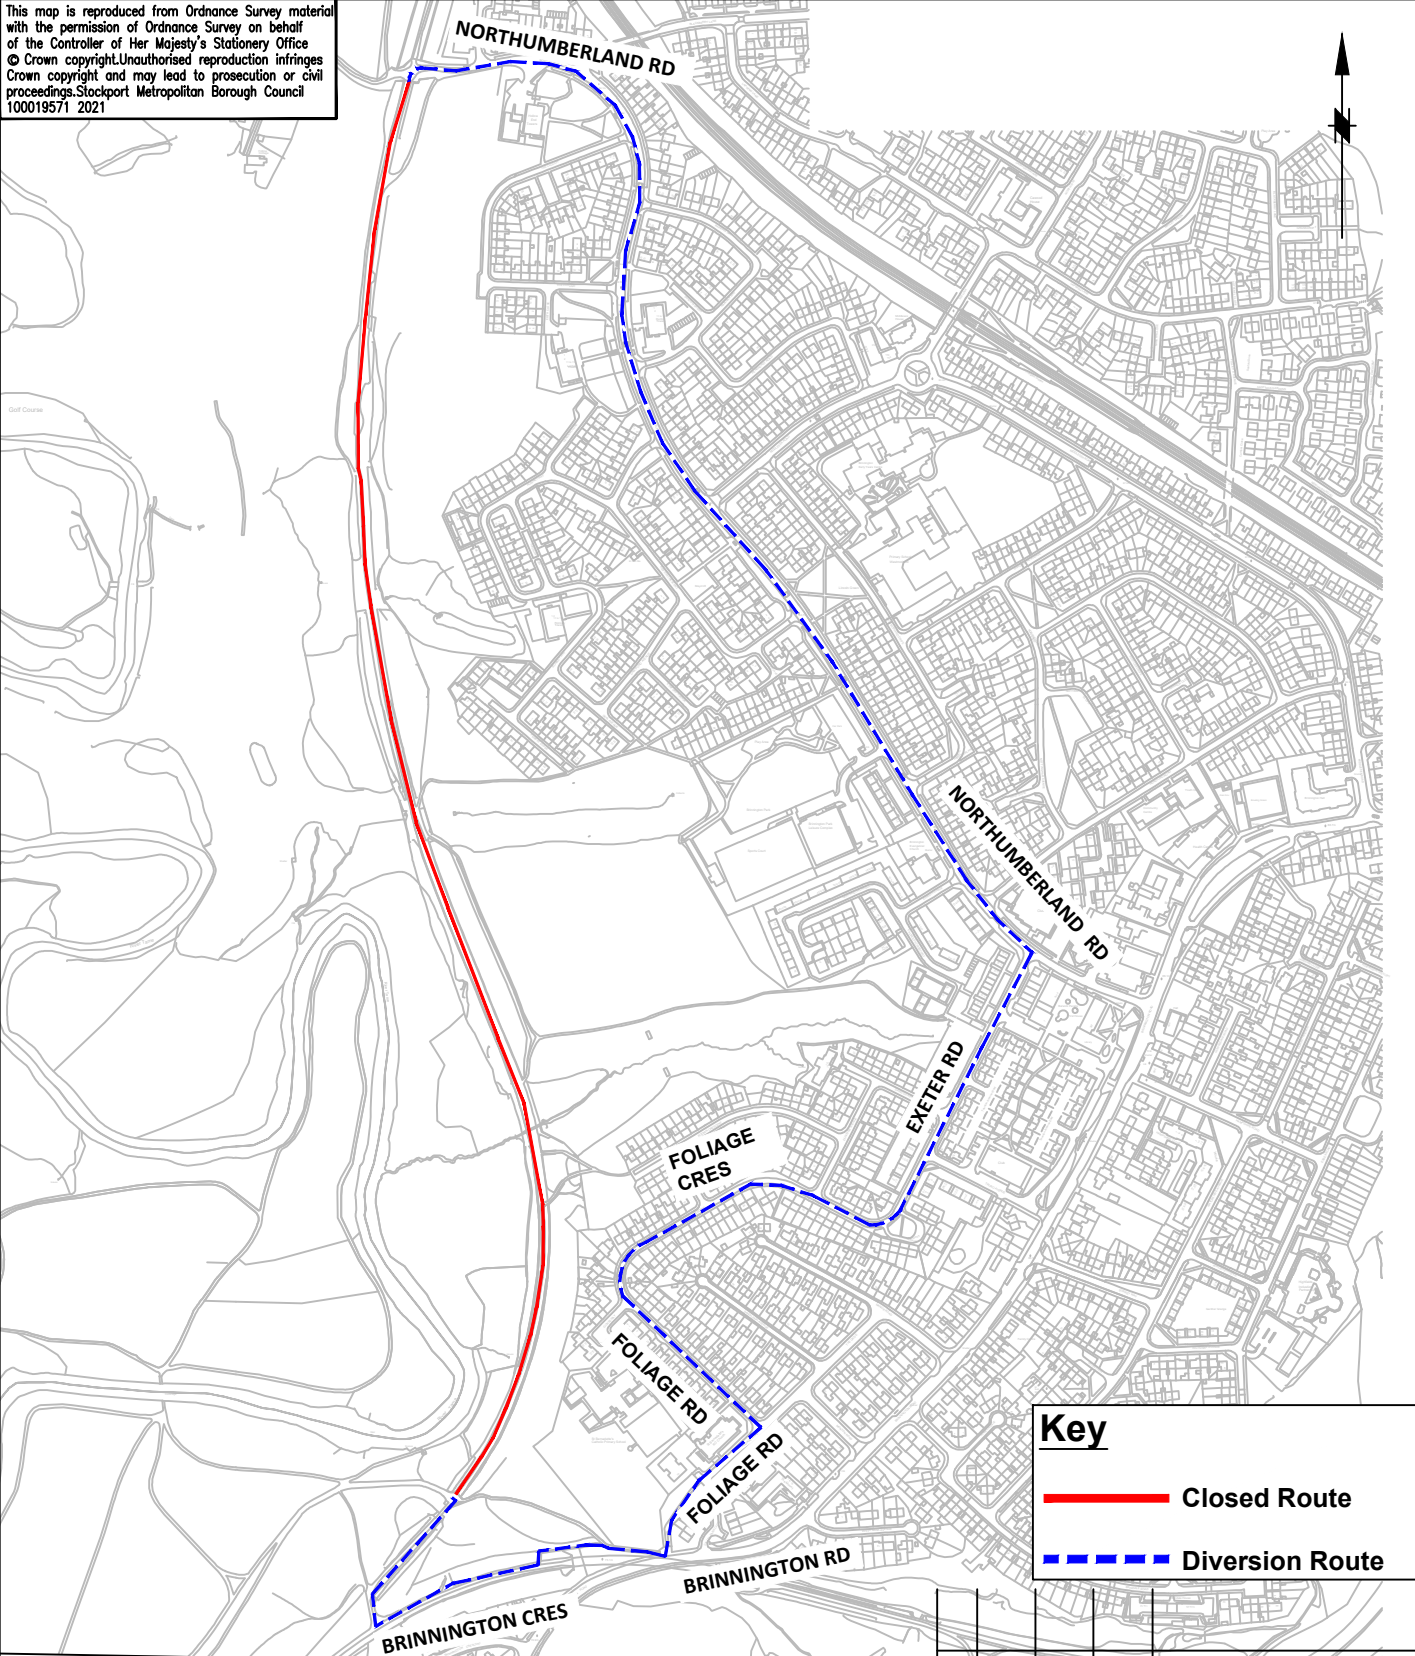 This map is reproduced from Ordnance Survey material
with the permission of Ordnance Survey on behalf
of the Controller of Her Majesty's Stationery Office
© Crown copyright.Unauthorised reproduction infringes
Crown copyright and may lead to prosecution or civil
proceedings.Stockport Metropolitan Borough Council
100019571 2021
NORTHUMBERLAND RD
Golf Course
NORTHUMBERLAND RD
EXETER RD
FOLIAGE
CRES
FOLIAGE RD
FOLIAGE RD
BRINNINGTON RD
BRINNINGTON CRES
Key
Closed Route
Diversion Route